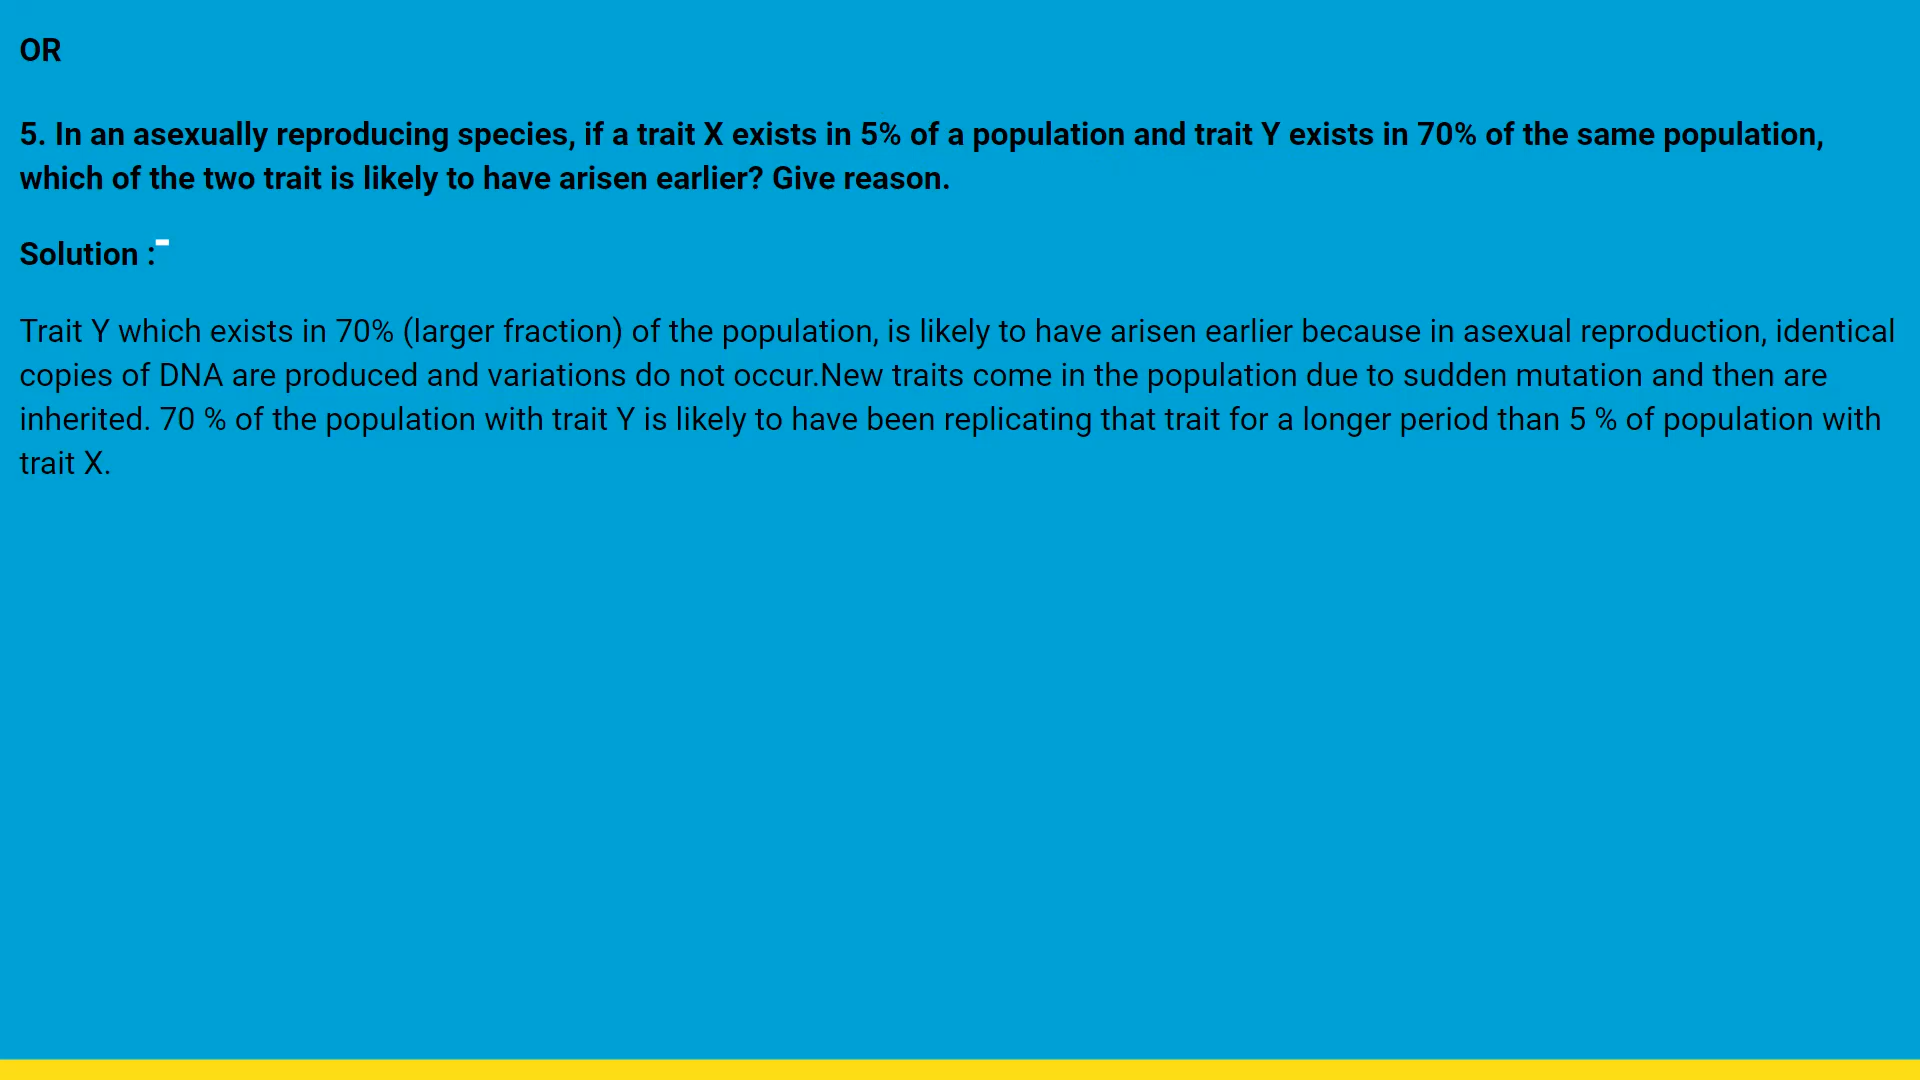 OR
5. In an asexually reproducing species, if a trait X exists in 5% of a population and trait Y exists in 70% of the same population,
which of the two trait is likely to have arisen earlier? Give reason.
Solution :-
Trait Y which exists in 70% (larger fraction) of the population, is likely to have arisen earlier because in asexual reproduction, identical
copies of DNA are produced and variations do not occur.New traits come in the population due to sudden mutation and then are
inherited. 70 % of the population with trait Y is likely to have been replicating that trait for a longer period than 5 % of population with
trait X.